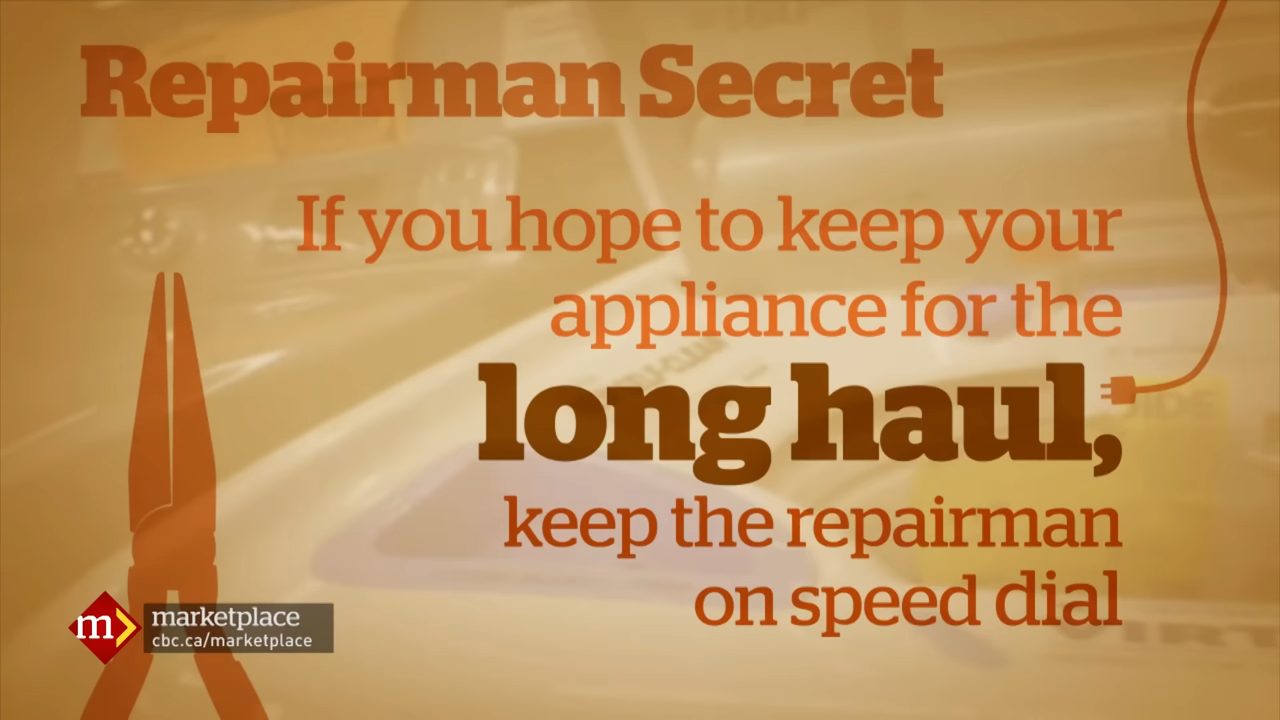 Repairman Secret
If you hope to keep your
appliance for the
long haul,
keep the repairman
on speed dial
m
marketplace
cbc.ca/marketplace